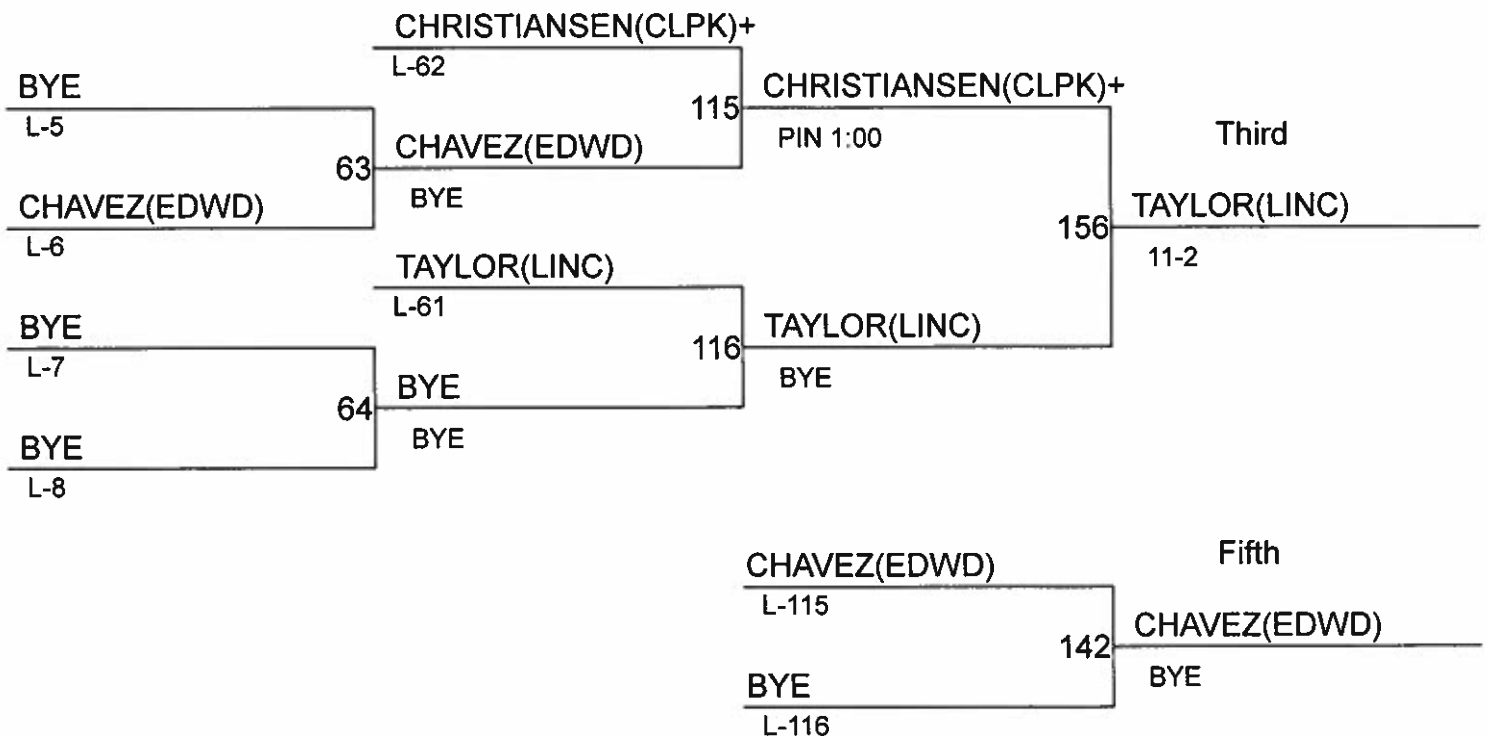 CHRISTIANSEN(CLPK)+
L-62
BYE
L-5
115
CHRISTIANSEN(CLPK)+
PIN 1:00
Third
63
CHAVEZ(EDWD)
BYE
CHAVEZ(EDWD)
L-6
156
TAYLOR(LINC)
11-2
TAYLOR(LINC)
L-61
BYE
L-7
116
TAYLOR(LINC)
BYE
64
BYE
BYE
BYE
L-8
Fifth
CHAVEZ(EDWD)
L-115
142
CHAVEZ(EDWD)
BYE
BYE
L-116